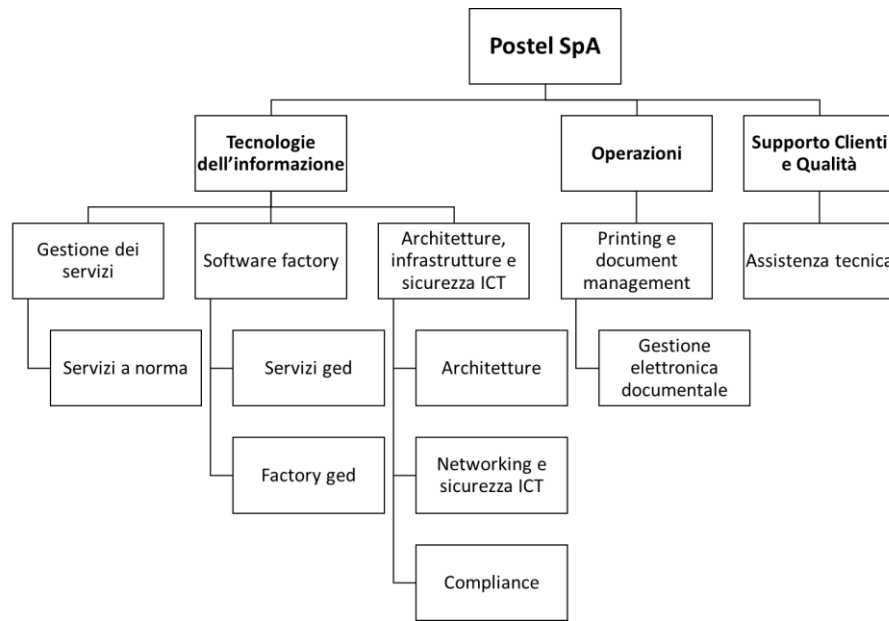 Postel SpA
Tecnologie
dell’informazione
Operazioni
Supporto Clienti
e Qualità
Gestione dei
servizi
Software factory
Architetture,
infrastrutture e
sicurezza ICT
Printing e
document
management
Assistenza tecnica
Servizi a norma
Servizi ged
Architetture
Gestione
elettronica
documentale
Factory ged
Networking e
sicurezza ICT
Compliance